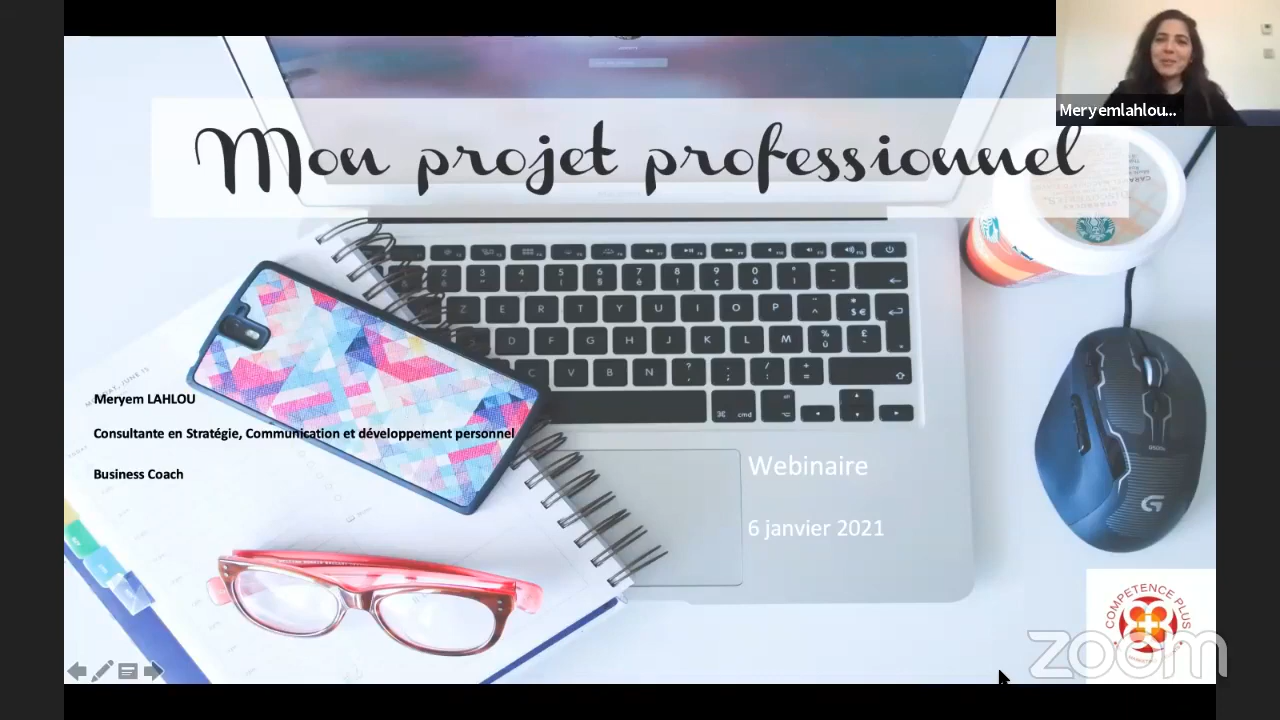 Mon projet professionnel
Meryemlahlou...
Meryem LAHLOU
Consultante en Stratégie, Communication et développement personnel
Business Coach
Webinaire
6 janvier 2021
COMPETENCE PLUS
zoom